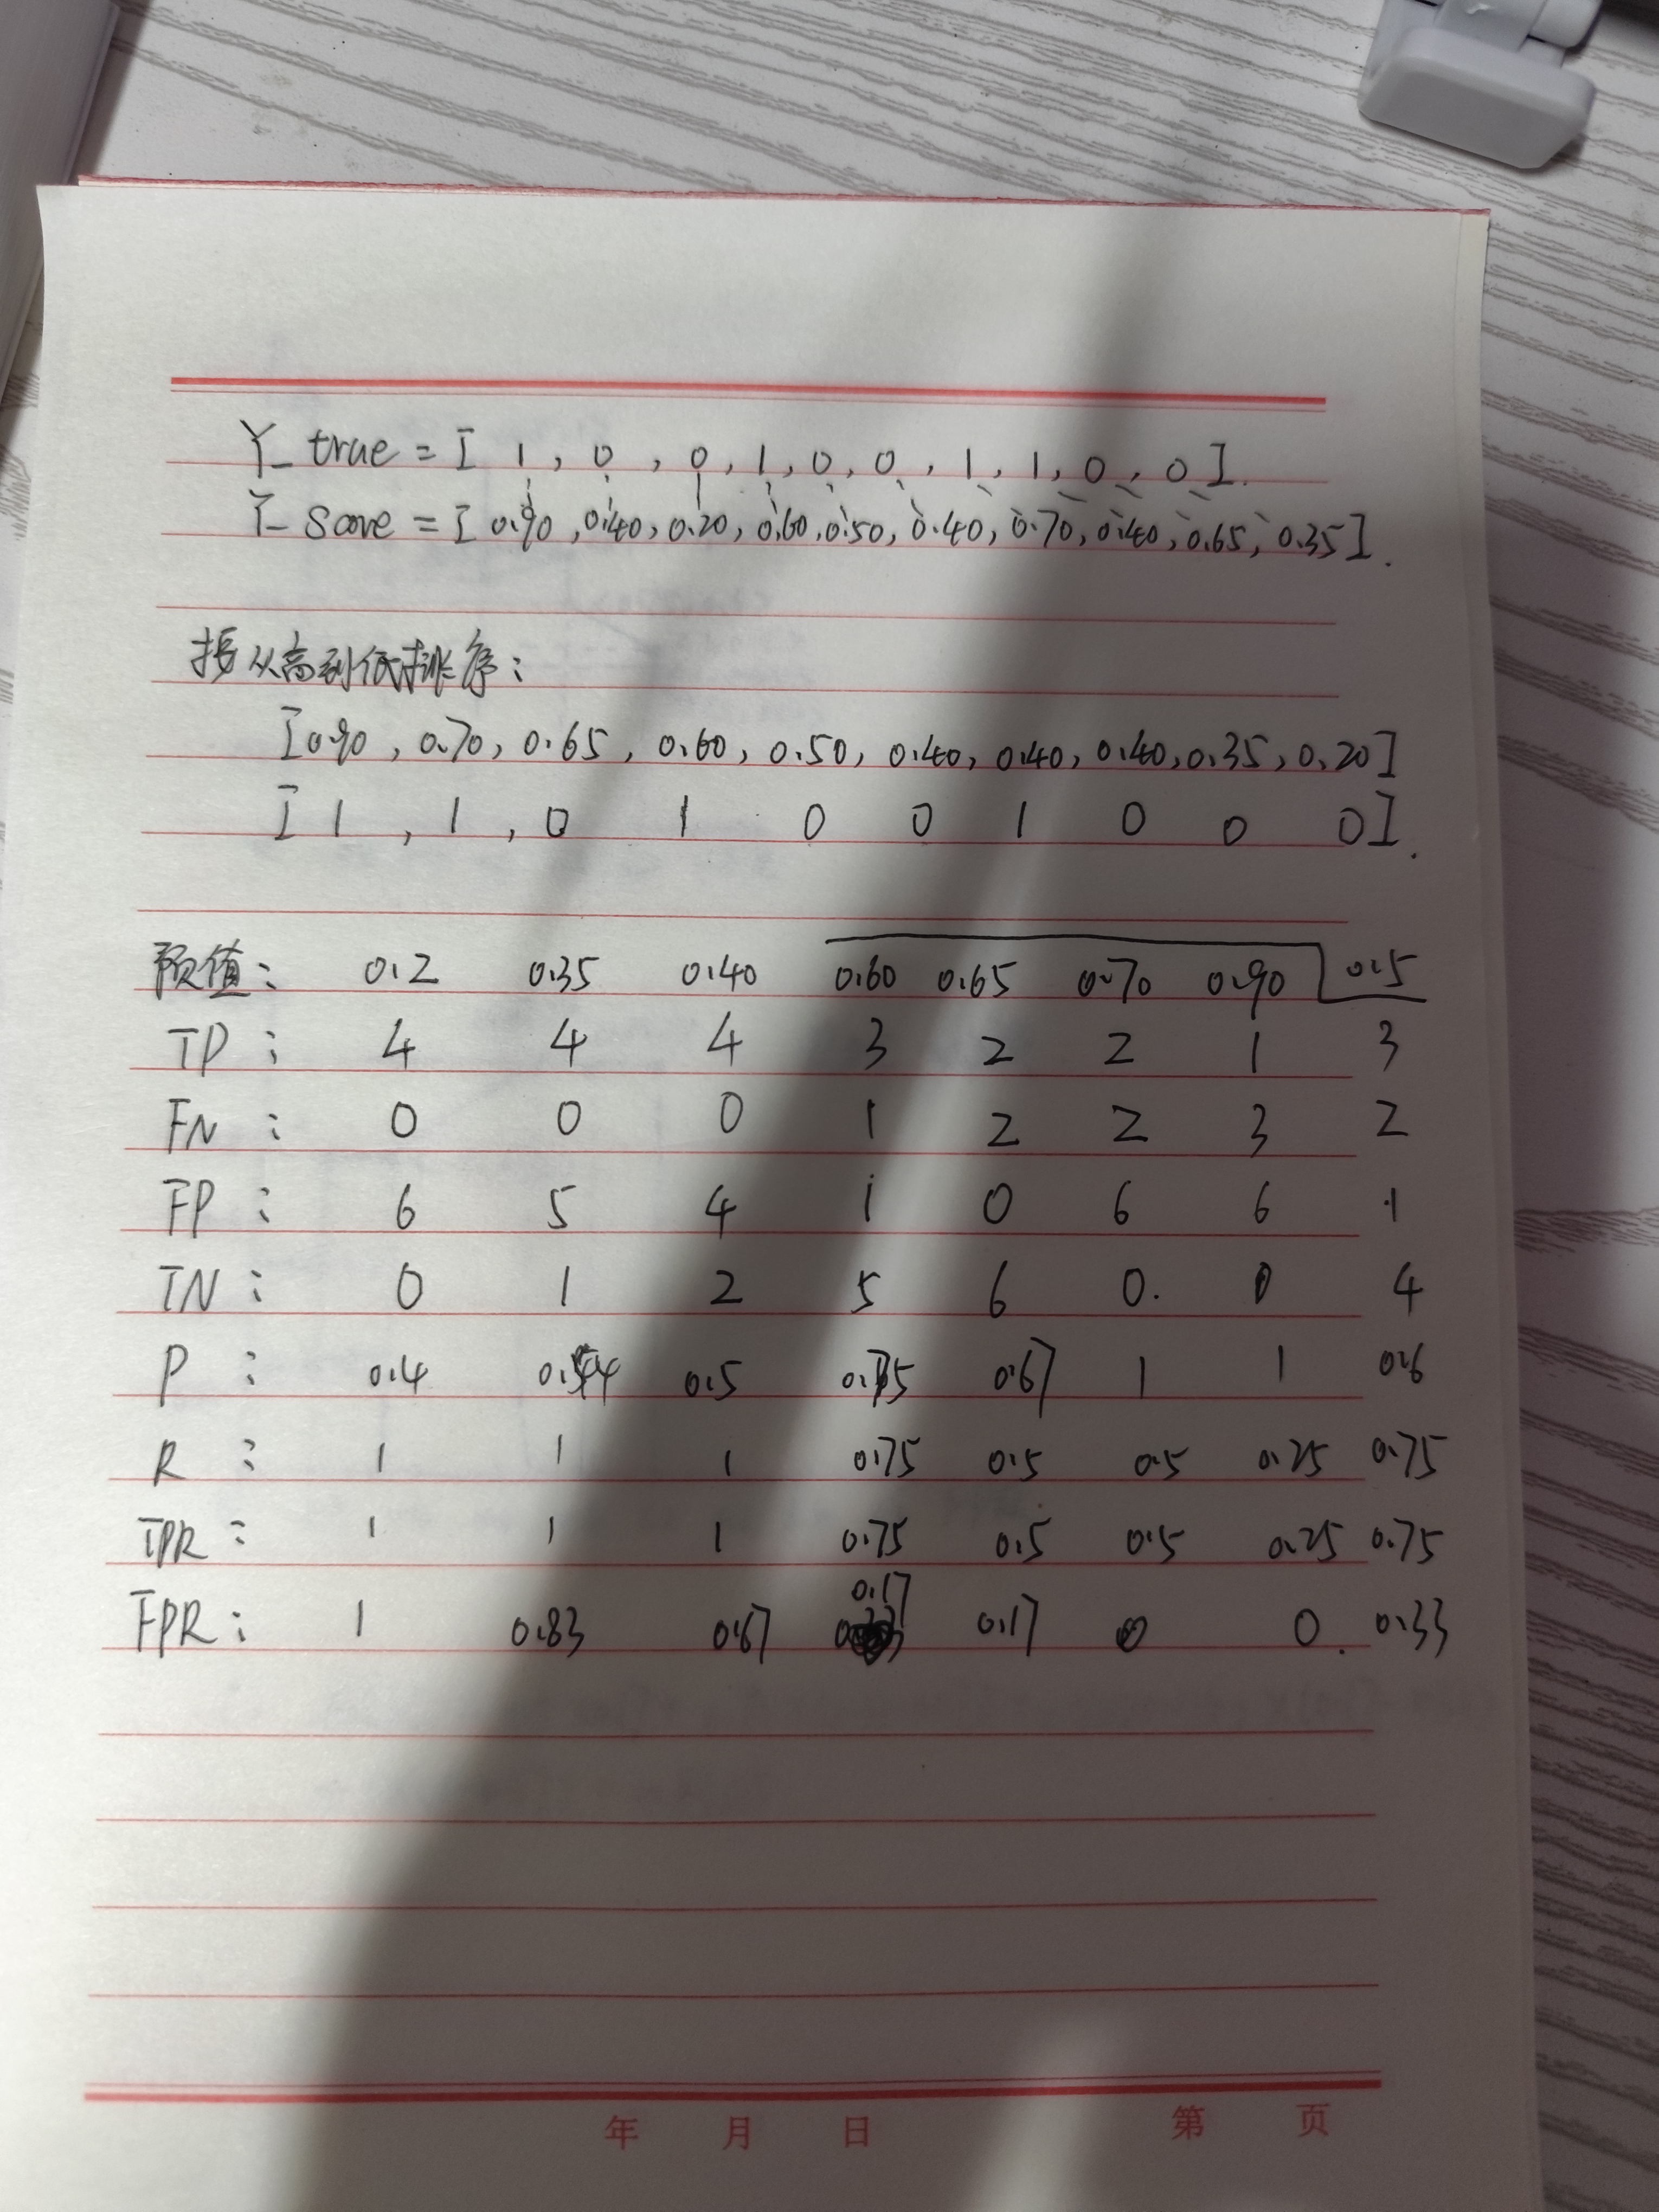 Y_true = [ 1 , 0 , 0 , 1 , 0 , 0 , 1 , 1 , 0 , 0 ].
Y_score = [ 0.90 , 0.40 , 0.20 , 0.60 , 0.50 , 0.40 , 0.70 , 0.40 , 0.65 , 0.35 ].
按从高到低排序:
[0.90 , 0.70 , 0.65 , 0.60 , 0.50 , 0.40 , 0.40 , 0.40 , 0.35 , 0.20]
[ 1 , 1 , 0 1 0 0 1 0 0 0 ].
预值: 0.2 0.35 0.40 0.60 0.65 0.70 0.90 0.5
TP: 4 4 4 3 2 2 1 3
FN: 0 0 0 1 2 2 3 2
FP: 6 5 4 1 0 6 6 1
TN: 0 1 2 5 6 0. 0 4
P: 0.4 0.44 0.5 0.75 0.67 1 1 0.6
R: 1 1 1 0.75 0.5 0.5 0.25 0.75
TPR: 1 1 1 0.75 0.5 0.5 0.25 0.75
FPR: 1 0.83 0.67 0.17 0.17 0 0. 0.33
年 月 日 第 页